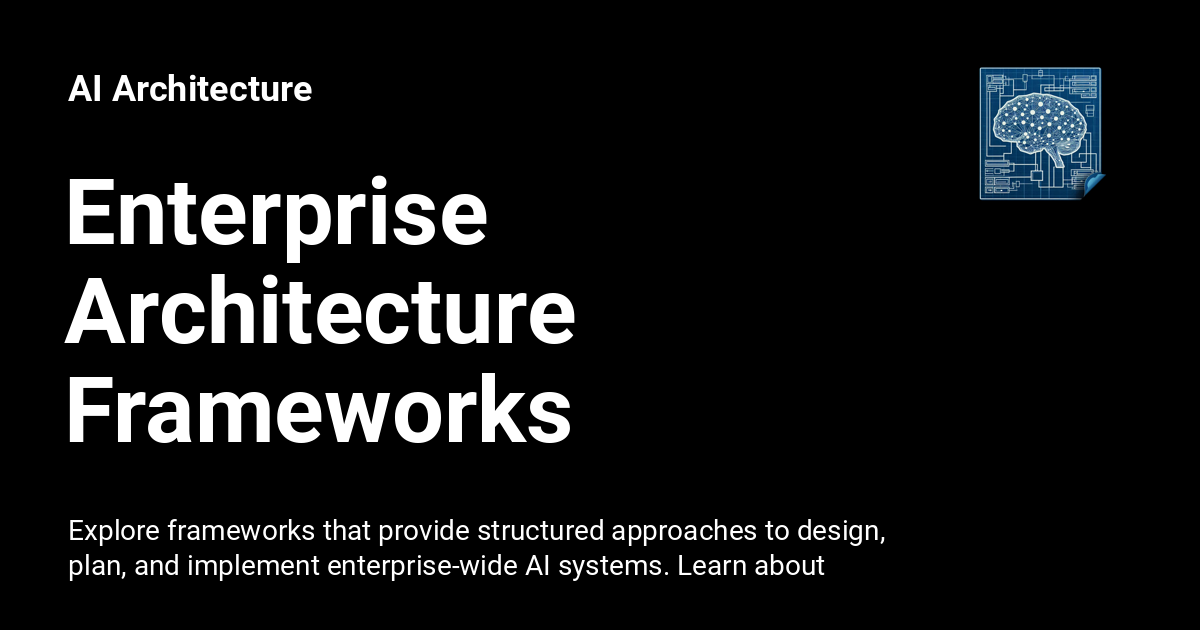 AI Architecture
Enterprise
Architecture
Frameworks
Explore frameworks that provide structured approaches to design,
plan, and implement enterprise-wide AI systems. Learn about